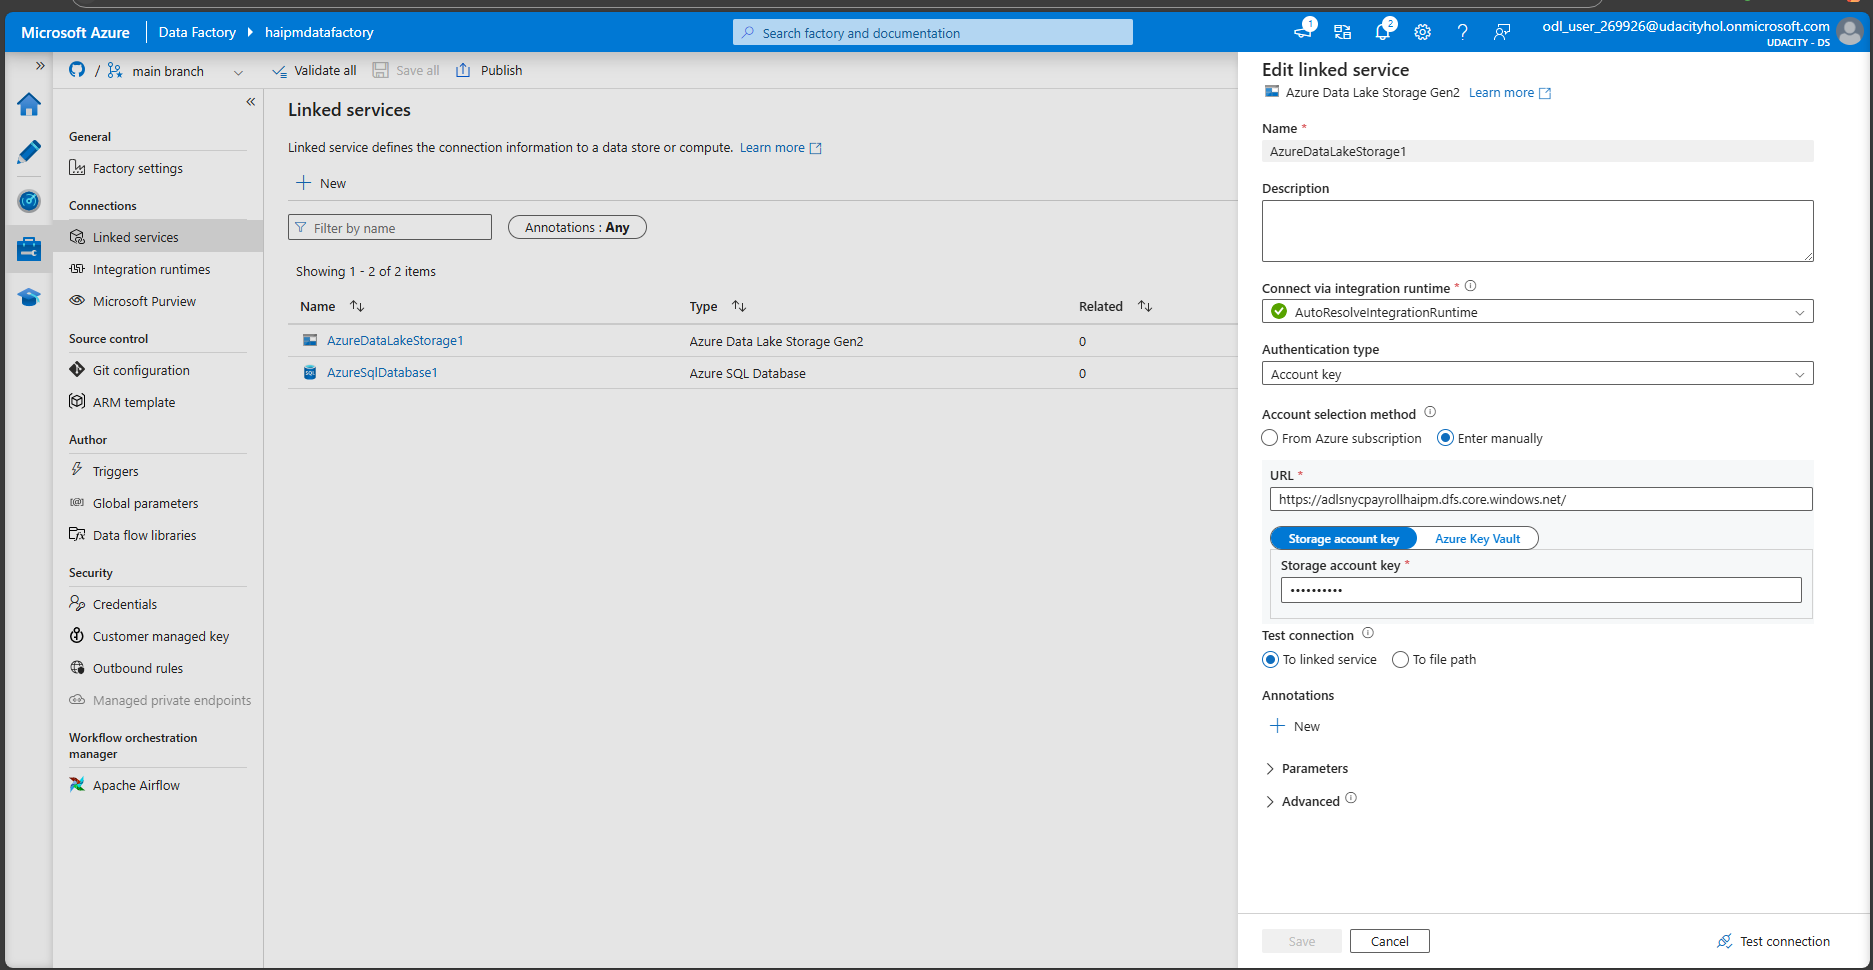 Microsoft Azure
Data Factory
haipmdatafactory
Search factory and documentation
1
2
odl_user_269926@udacityhol.onmicrosoft.com
UDACITY - DS
/
main branch
Validate all
Save all
Publish
General
Factory settings
Connections
Linked services
Integration runtimes
Microsoft Purview
Source control
Git configuration
ARM template
Author
Triggers
Global parameters
Data flow libraries
Security
Credentials
Customer managed key
Outbound rules
Managed private endpoints
Workflow orchestration
manager
Apache Airflow
Linked services
Linked service defines the connection information to a data store or compute. Learn more
New
Filter by name
Annotations : Any
Showing 1 - 2 of 2 items
Name Type Related
AzureDataLakeStorage1 Azure Data Lake Storage Gen2 0
AzureSqlDatabase1 Azure SQL Database 0
Edit linked service
Azure Data Lake Storage Gen2 Learn more
Name *
AzureDataLakeStorage1
Description
Connect via integration runtime *
AutoResolveIntegrationRuntime
Authentication type
Account key
Account selection method
From Azure subscription Enter manually
URL *
https://adlsnycpayrollhaipm.dfs.core.windows.net/
Storage account key Azure Key Vault
Storage account key *
••••••••••
Test connection
To linked service To file path
Annotations
New
Parameters
Advanced
Save
Cancel
Test connection